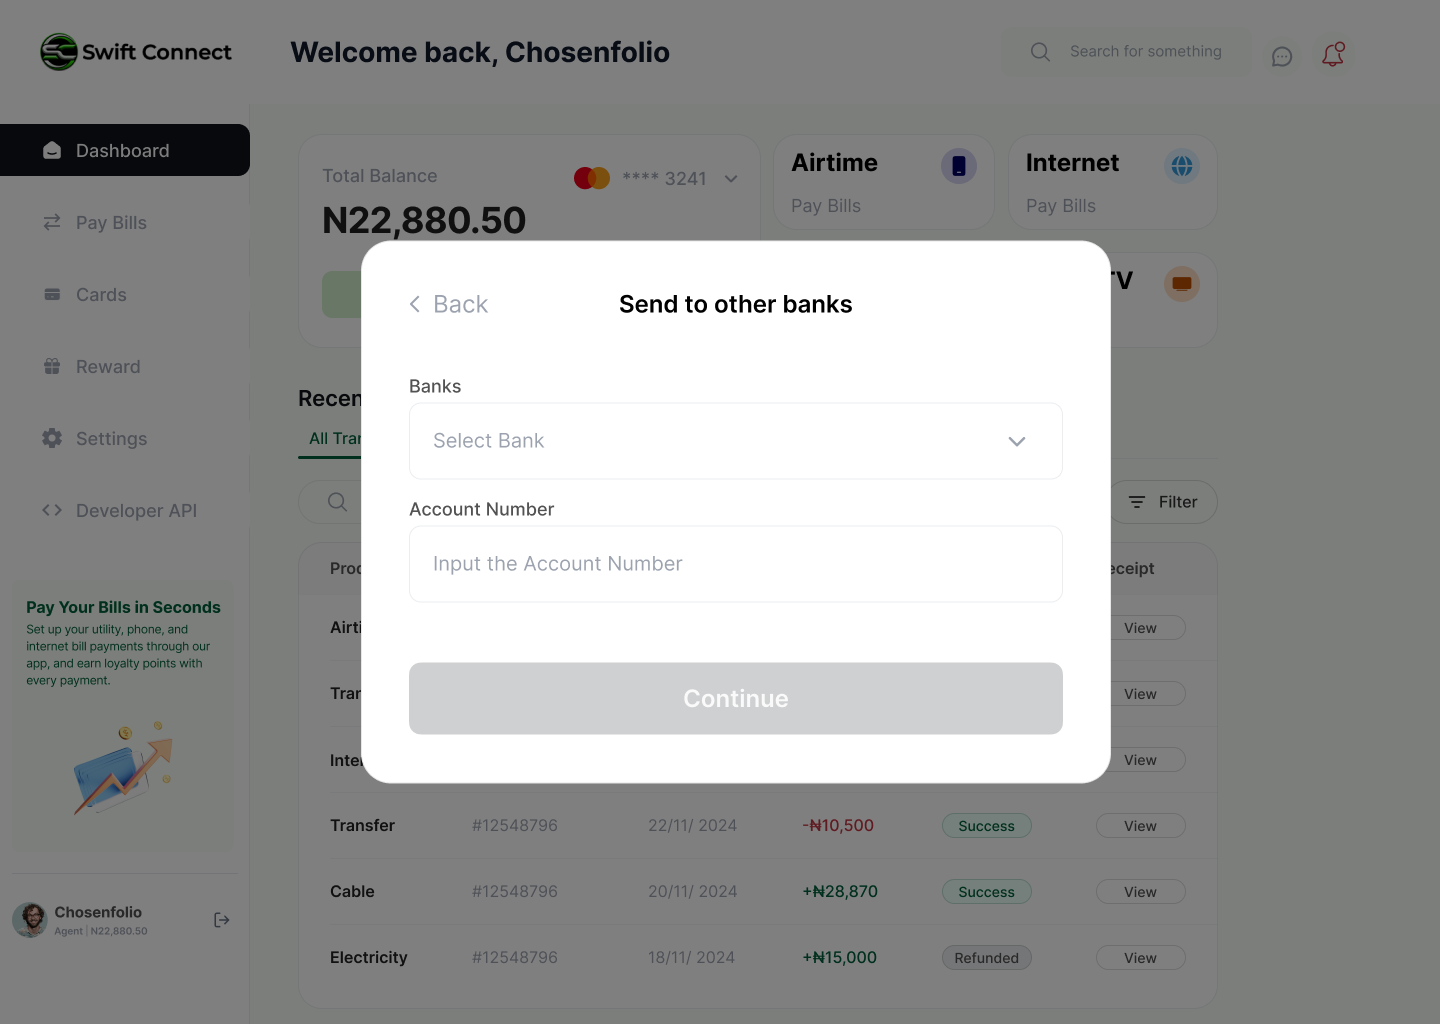 Swift Connect
Welcome back, Chosenfolio
Search for something
Dashboard
Pay Bills
Cards
Reward
Settings
Developer API
Pay Your Bills in Seconds
Set up your utility, phone, and
internet bill payments through our
app, and earn loyalty points with
every payment.
Chosenfolio
Agent | N22,880.50
Total Balance
**** 3241
N22,880.50
Airtime
Pay Bills
Internet
Pay Bills
TV
Back
Send to other banks
Banks
Select Bank
Account Number
Input the Account Number
Continue
Recen
All Tran
Filter
Proc
eceipt
Airti
View
Tran
View
Inte
View
Transfer #12548796 22/11/ 2024 -₦10,500 Success View
Cable #12548796 20/11/ 2024 +₦28,870 Success View
Electricity #12548796 18/11/ 2024 +₦15,000 Refunded View